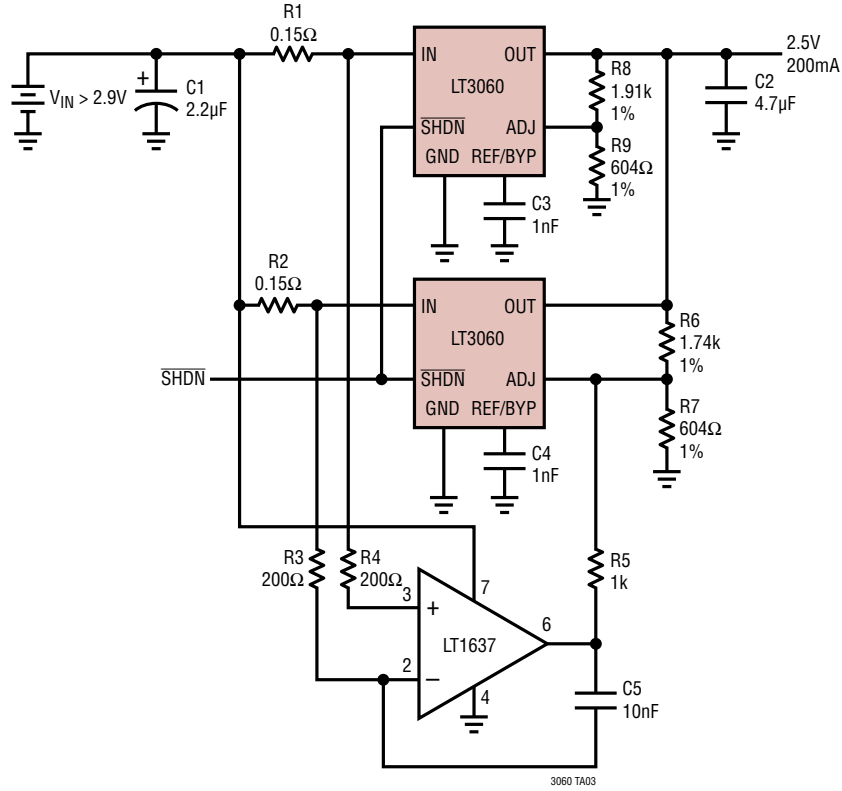 R1
0.15Ω
IN
OUT
2.5V
200mA
VIN > 2.9V
+
C1
2.2µF
LT3060
R8
1.91k
1%
C2
4.7µF
SHDN
ADJ
GND
REF/BYP
R9
604Ω
1%
C3
1nF
R2
0.15Ω
IN
OUT
LT3060
R6
1.74k
1%
SHDN
SHDN
ADJ
GND
REF/BYP
R7
604Ω
1%
C4
1nF
R3
200Ω
R4
200Ω
R5
1k
3
+
7
LT1637
6
2
–
4
C5
10nF
3060 TA03